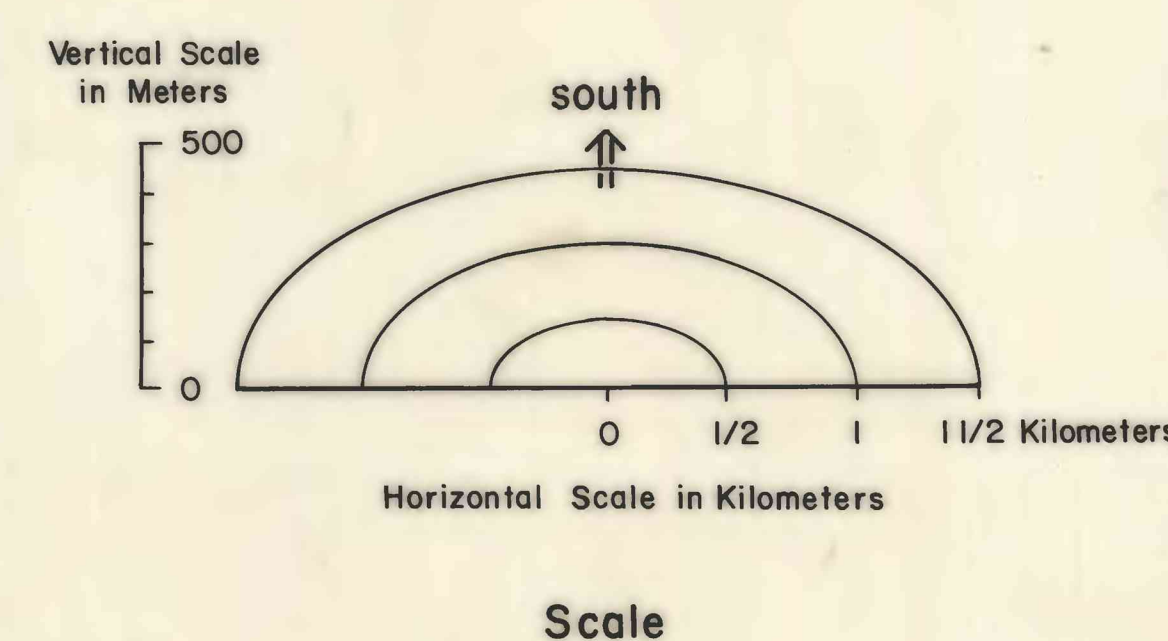 Vertical Scale
in Meters
south
500
0
0 1/2 1 1 1/2 Kilometers
Horizontal Scale in Kilometers
Scale